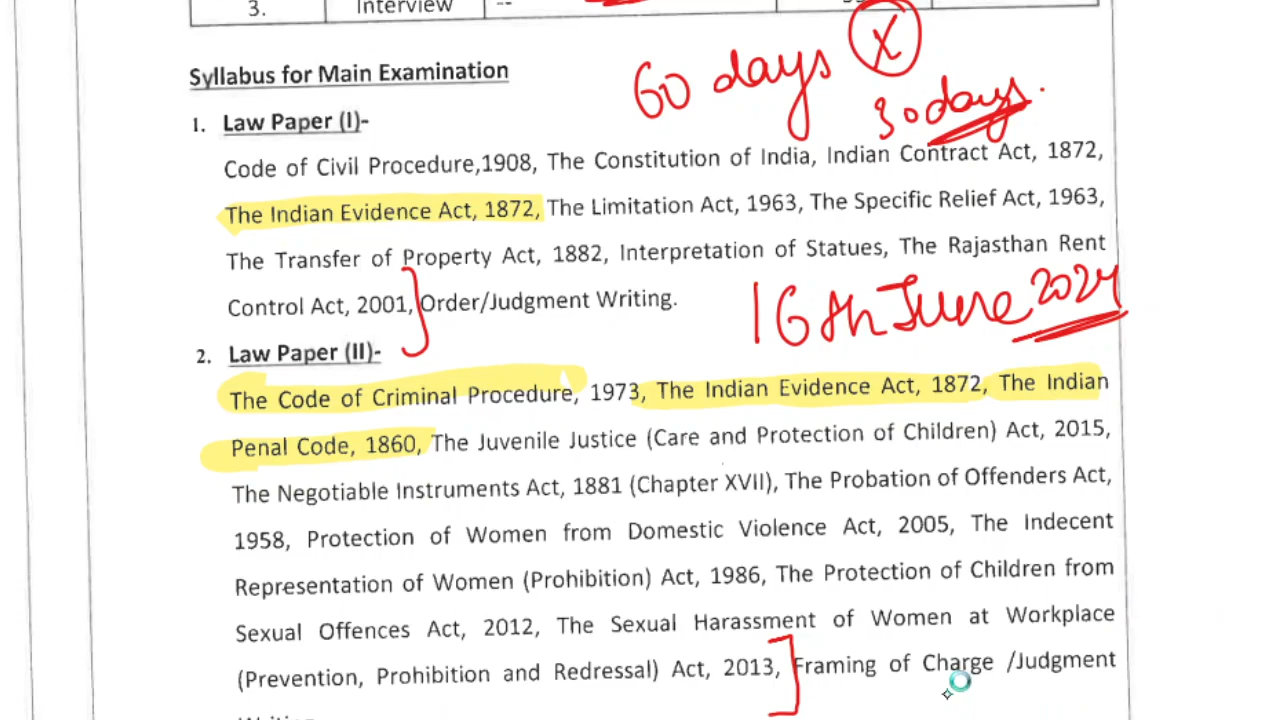 3. Interview --
Syllabus for Main Examination
60 days X
30 days.
1. Law Paper (I)-
Code of Civil Procedure,1908, The Constitution of India, Indian Contract Act, 1872,
The Indian Evidence Act, 1872, The Limitation Act, 1963, The Specific Relief Act, 1963,
The Transfer of Property Act, 1882, Interpretation of Statues, The Rajasthan Rent
Control Act, 2001, Order/Judgment Writing.
16th June 2024
2. Law Paper (II)-
The Code of Criminal Procedure, 1973, The Indian Evidence Act, 1872, The Indian
Penal Code, 1860, The Juvenile Justice (Care and Protection of Children) Act, 2015,
The Negotiable Instruments Act, 1881 (Chapter XVII), The Probation of Offenders Act,
1958, Protection of Women from Domestic Violence Act, 2005, The Indecent
Representation of Women (Prohibition) Act, 1986, The Protection of Children from
Sexual Offences Act, 2012, The Sexual Harassment of Women at Workplace
(Prevention, Prohibition and Redressal) Act, 2013, Framing of Charge /Judgment